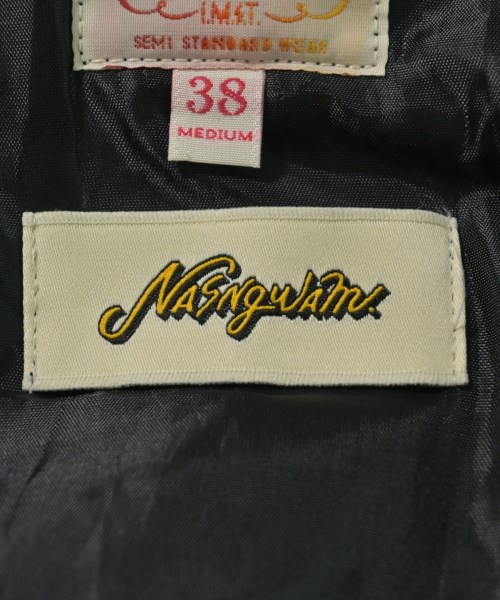 I.M.&T.
SEMI STANDARD WEAR
38
MEDIUM
NASNGWAM.